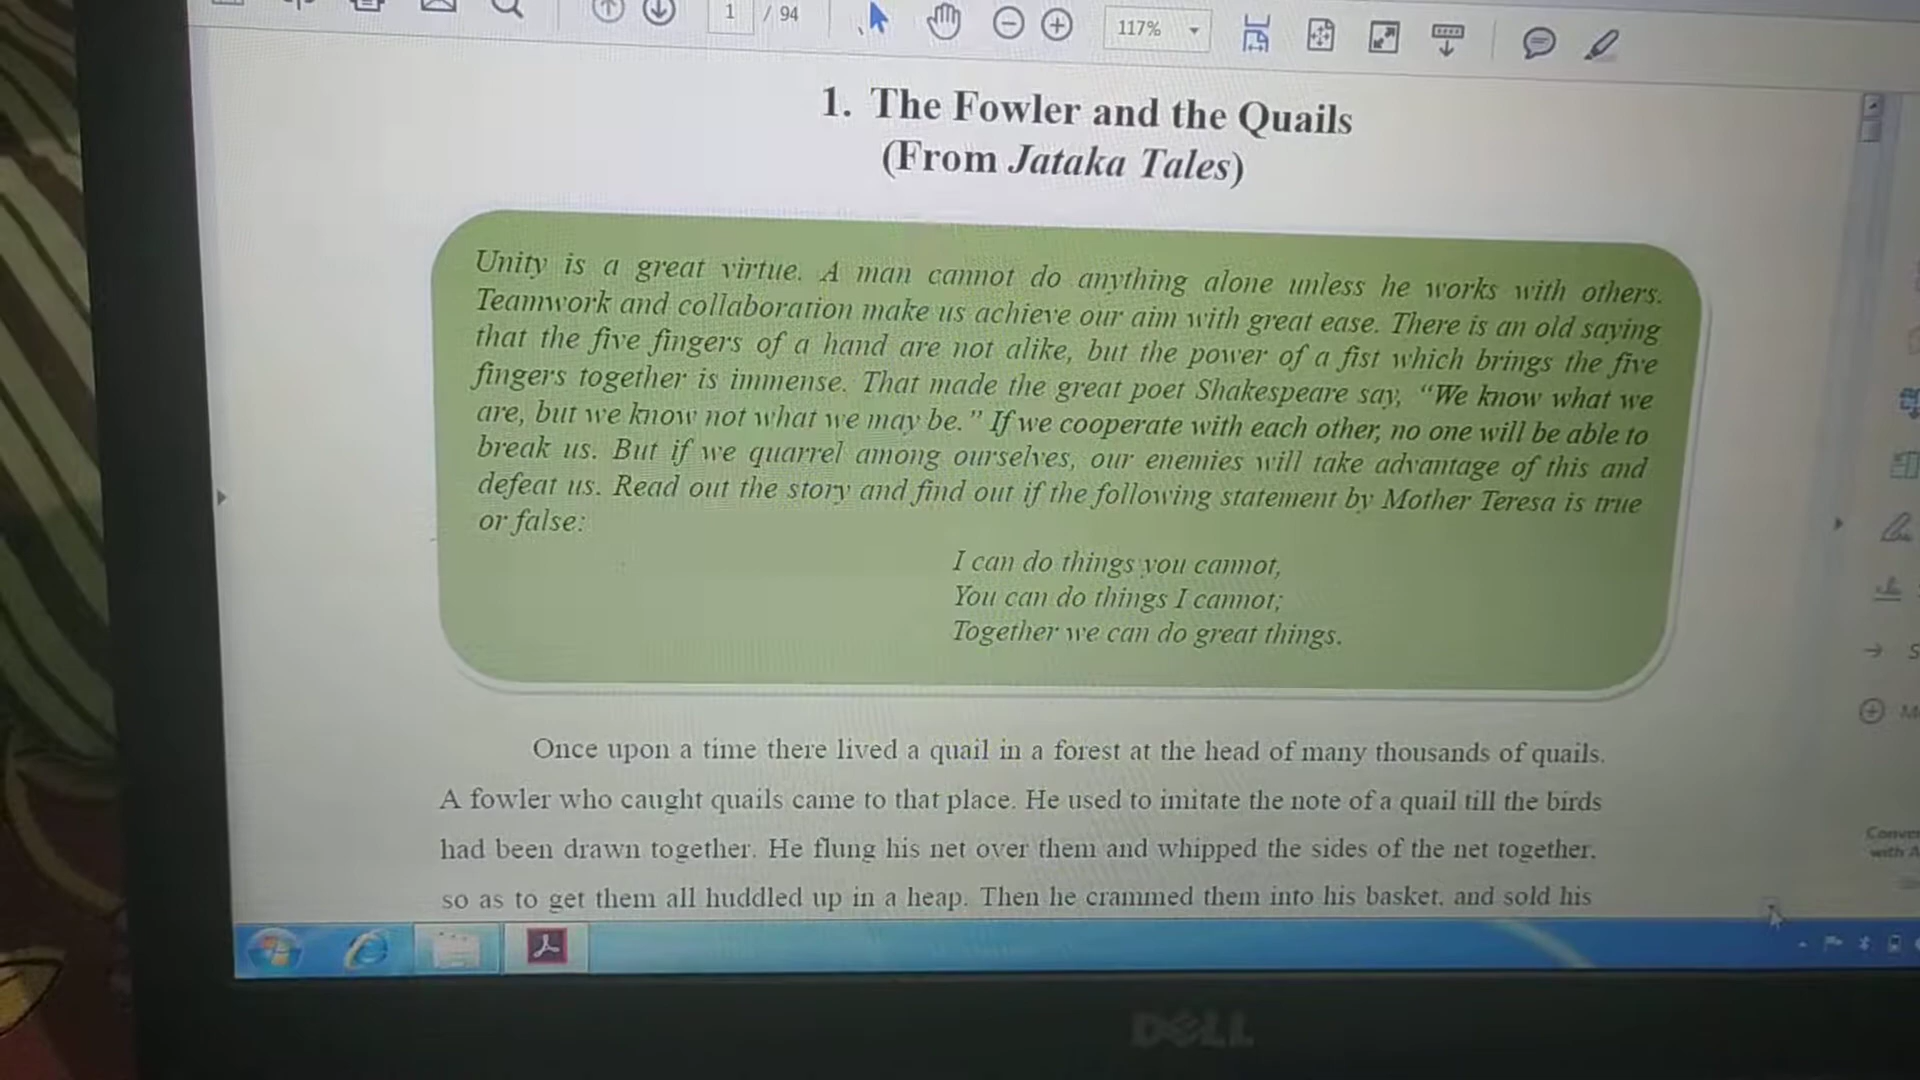 1 / 94
117%
1. The Fowler and the Quails
(From Jataka Tales)
Unity is a great virtue. A man cannot do anything alone unless he works with others.
Teamwork and collaboration make us achieve our aim with great ease. There is an old saying
that the five fingers of a hand are not alike, but the power of a fist which brings the five
fingers together is immense. That made the great poet Shakespeare say, “We know what we
are, but we know not what we may be.” If we cooperate with each other, no one will be able to
break us. But if we quarrel among ourselves, our enemies will take advantage of this and
defeat us. Read out the story and find out if the following statement by Mother Teresa is true
or false:
I can do things you cannot,
You can do things I cannot;
Together we can do great things.
Once upon a time there lived a quail in a forest at the head of many thousands of quails.
A fowler who caught quails came to that place. He used to imitate the note of a quail till the birds
had been drawn together. He flung his net over them and whipped the sides of the net together,
so as to get them all huddled up in a heap. Then he crammed them into his basket, and sold his
DELL